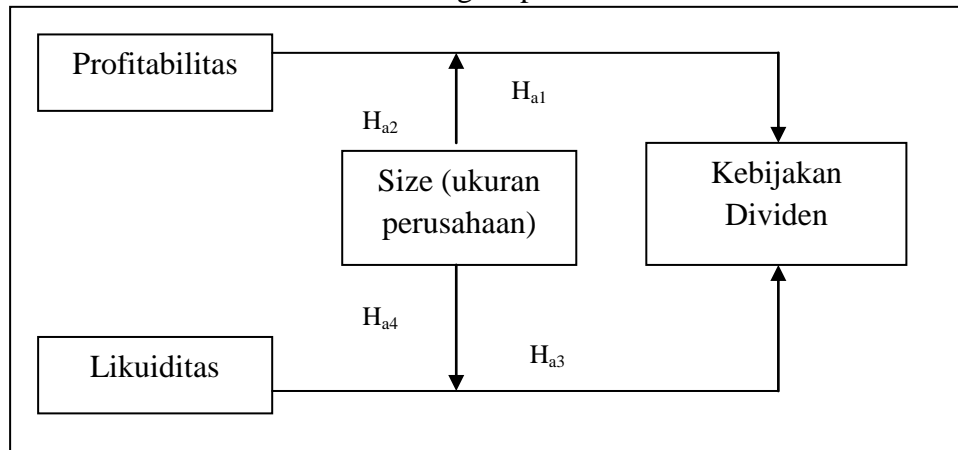 Profitabilitas
Ha1
Ha2
Size (ukuran
perusahaan)
Kebijakan
Dividen
Ha4
Likuiditas
Ha3